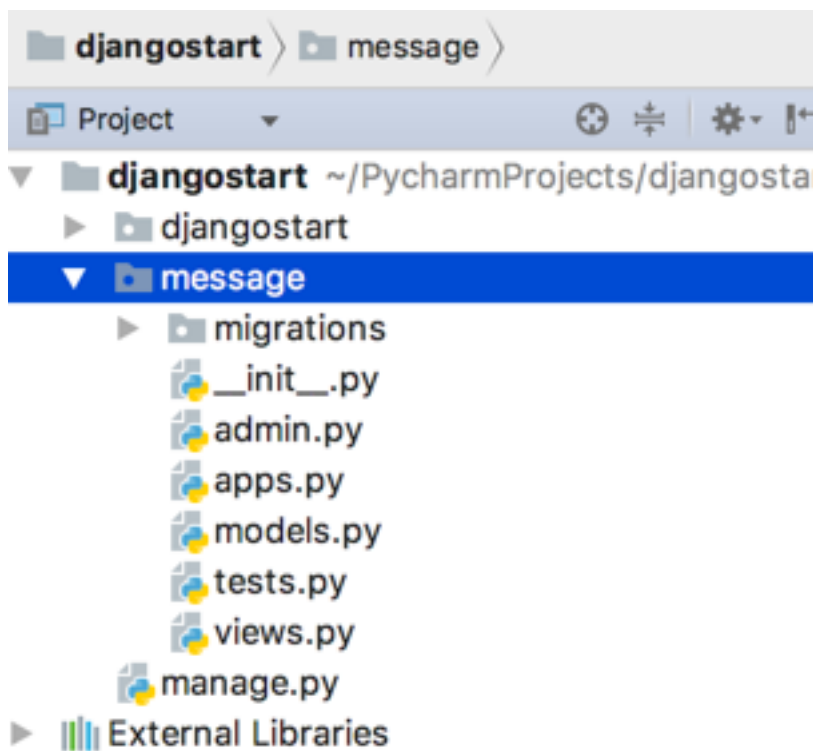 djangostart message
Project
djangostart ~/PycharmProjects/djangosta
djangostart
message
migrations
__init__.py
admin.py
apps.py
models.py
tests.py
views.py
manage.py
External Libraries